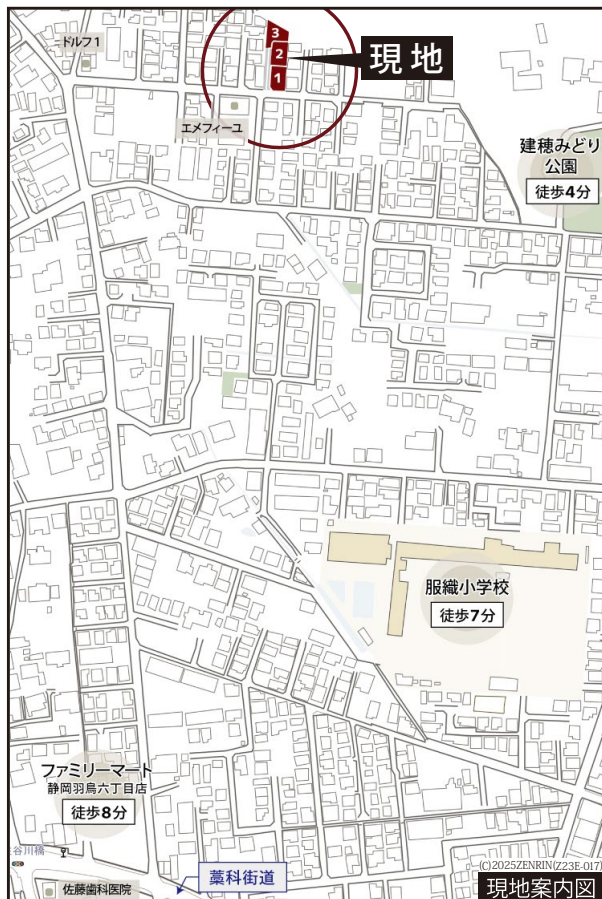 ドルフ1
3
2
1
現地
エメフィーユ
建穂みどり
公園
徒歩4分
服織小学校
徒歩7分
ファミリーマート
静岡羽鳥六丁目店
徒歩8分
谷川橋
藁科街道
佐藤歯科医院
(C)2025ZENRIN(Z23E-017)
現地案内図